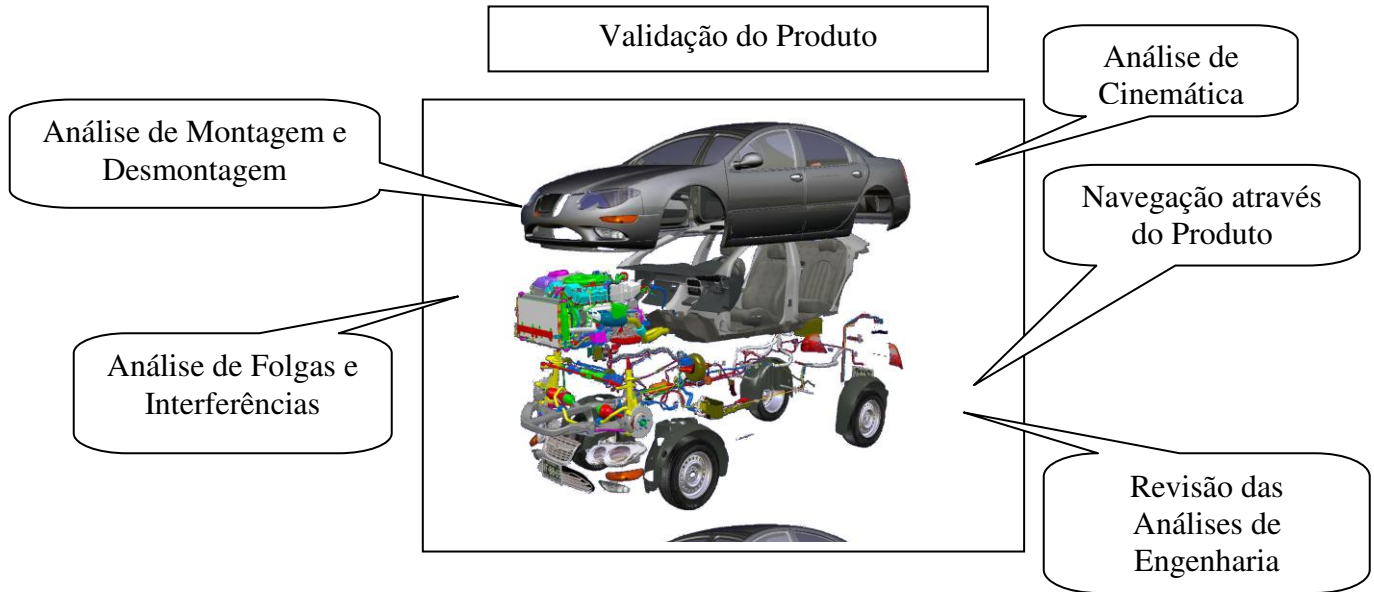 Validação do Produto
Análise de
Cinemática
Análise de Montagem e
Desmontagem
Navegação através
do Produto
Análise de Folgas e
Interferências
Revisão das
Análises de
Engenharia